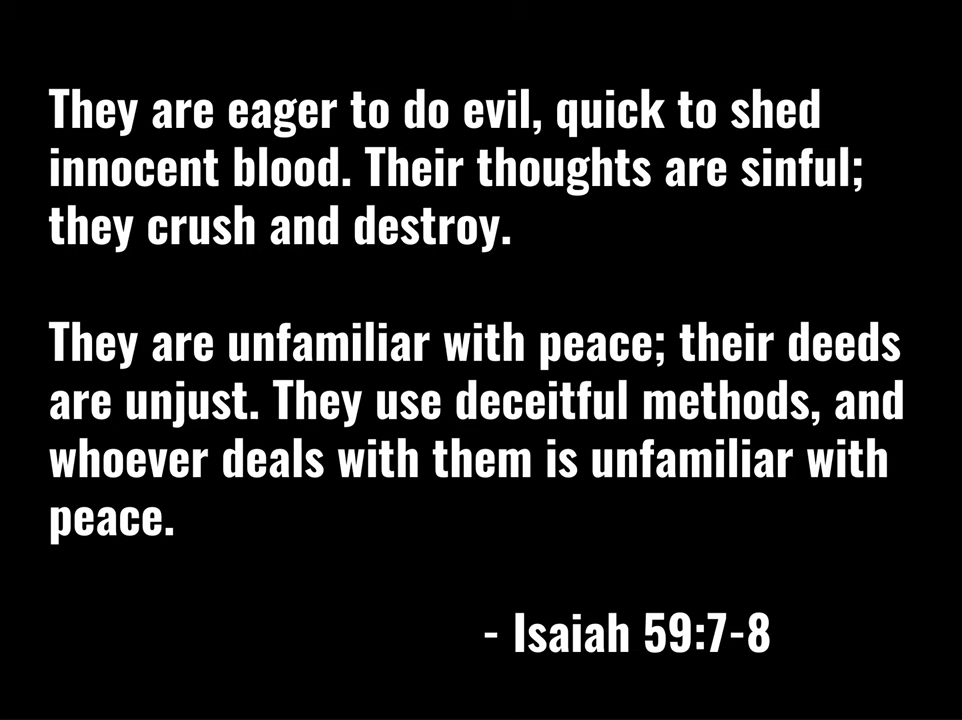 They are eager to do evil, quick to shed
innocent blood. Their thoughts are sinful;
they crush and destroy.
They are unfamiliar with peace; their deeds
are unjust. They use deceitful methods, and
whoever deals with them is unfamiliar with
peace.
- Isaiah 59:7-8